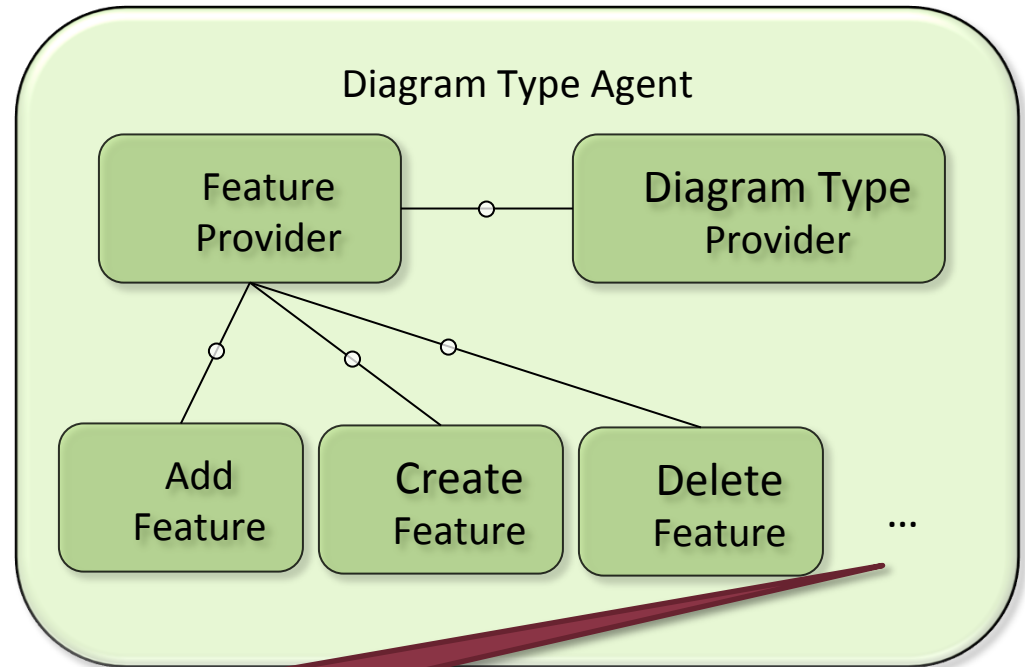 Diagram Type Agent
Feature
Provider
Diagram Type
Provider
Add
Feature
Create
Feature
Delete
Feature
...